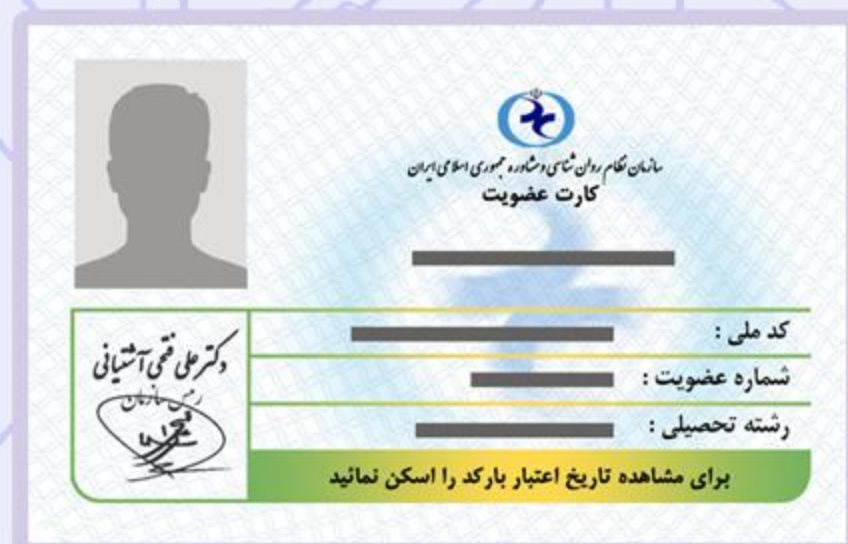 سازمان نظام روان شناسی و مشاوره جمهوری اسلامی ایران
کارت عضویت
کد ملی :
شماره عضویت :
رشته تحصیلی :
دکتر علی فتحی آشتیانی
رئیس سازمان
برای مشاهده تاریخ اعتبار بارکد را اسکن نمائید